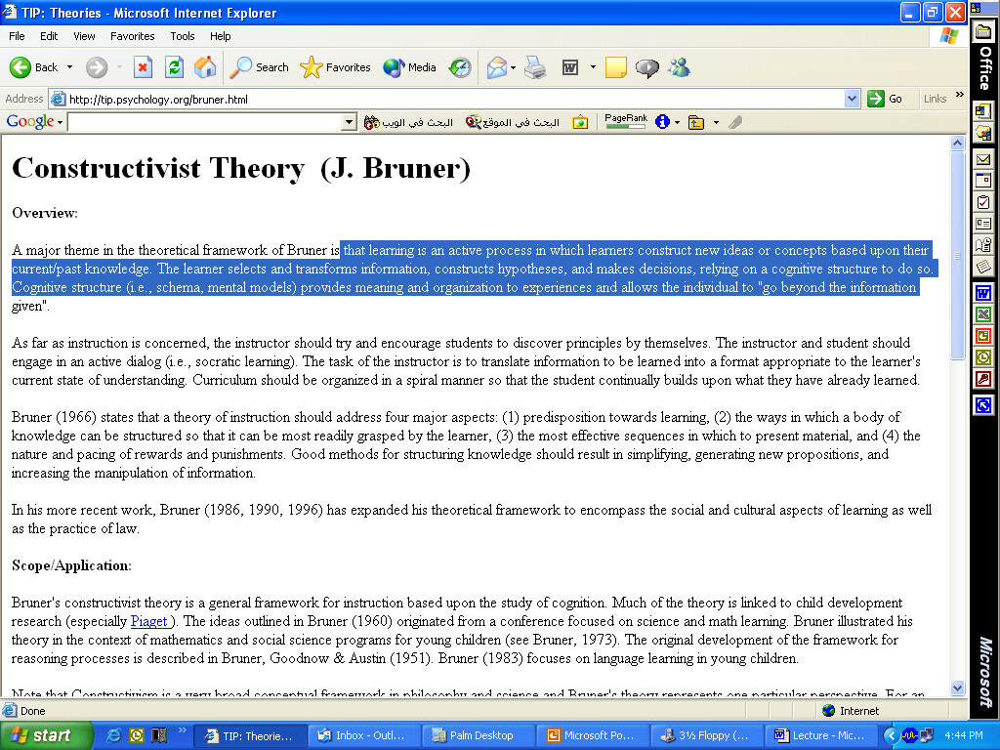 TIP: Theories - Microsoft Internet Explorer
File Edit View Favorites Tools Help
Back Search Favorites Media
Address http://tip.psychology.org/bruner.html Go Links »
Google البحث في الويب البحث في الموقع PageRank
Constructivist Theory (J. Bruner)
Overview:
A major theme in the theoretical framework of Bruner is that learning is an active process in which learners construct new ideas or concepts based upon their
current/past knowledge. The learner selects and transforms information, constructs hypotheses, and makes decisions, relying on a cognitive structure to do so.
Cognitive structure (i.e., schema, mental models) provides meaning and organization to experiences and allows the individual to "go beyond the information
given".
As far as instruction is concerned, the instructor should try and encourage students to discover principles by themselves. The instructor and student should
engage in an active dialog (i.e., socratic learning). The task of the instructor is to translate information to be learned into a format appropriate to the learner's
current state of understanding. Curriculum should be organized in a spiral manner so that the student continually builds upon what they have already learned.
Bruner (1966) states that a theory of instruction should address four major aspects: (1) predisposition towards learning, (2) the ways in which a body of
knowledge can be structured so that it can be most readily grasped by the learner, (3) the most effective sequences in which to present material, and (4) the
nature and pacing of rewards and punishments. Good methods for structuring knowledge should result in simplifying, generating new propositions, and
increasing the manipulation of information.
In his more recent work, Bruner (1986, 1990, 1996) has expanded his theoretical framework to encompass the social and cultural aspects of learning as well
as the practice of law.
Scope/Application:
Bruner's constructivist theory is a general framework for instruction based upon the study of cognition. Much of the theory is linked to child development
research (especially Piaget ). The ideas outlined in Bruner (1960) originated from a conference focused on science and math learning. Bruner illustrated his
theory in the context of mathematics and social science programs for young children (see Bruner, 1973). The original development of the framework for
reasoning processes is described in Bruner, Goodnow & Austin (1951). Bruner (1983) focuses on language learning in young children.
Note that Constructivism is a very broad conceptual framework in philosophy and science and Bruner's theory represents one particular perspective. For an
Done Internet
start » TIP: Theorie... Inbox - Outl... Palm Desktop Microsoft Po... 3½ Floppy (... Lecture - Mic... 4:44 PM
Office
Microsoft